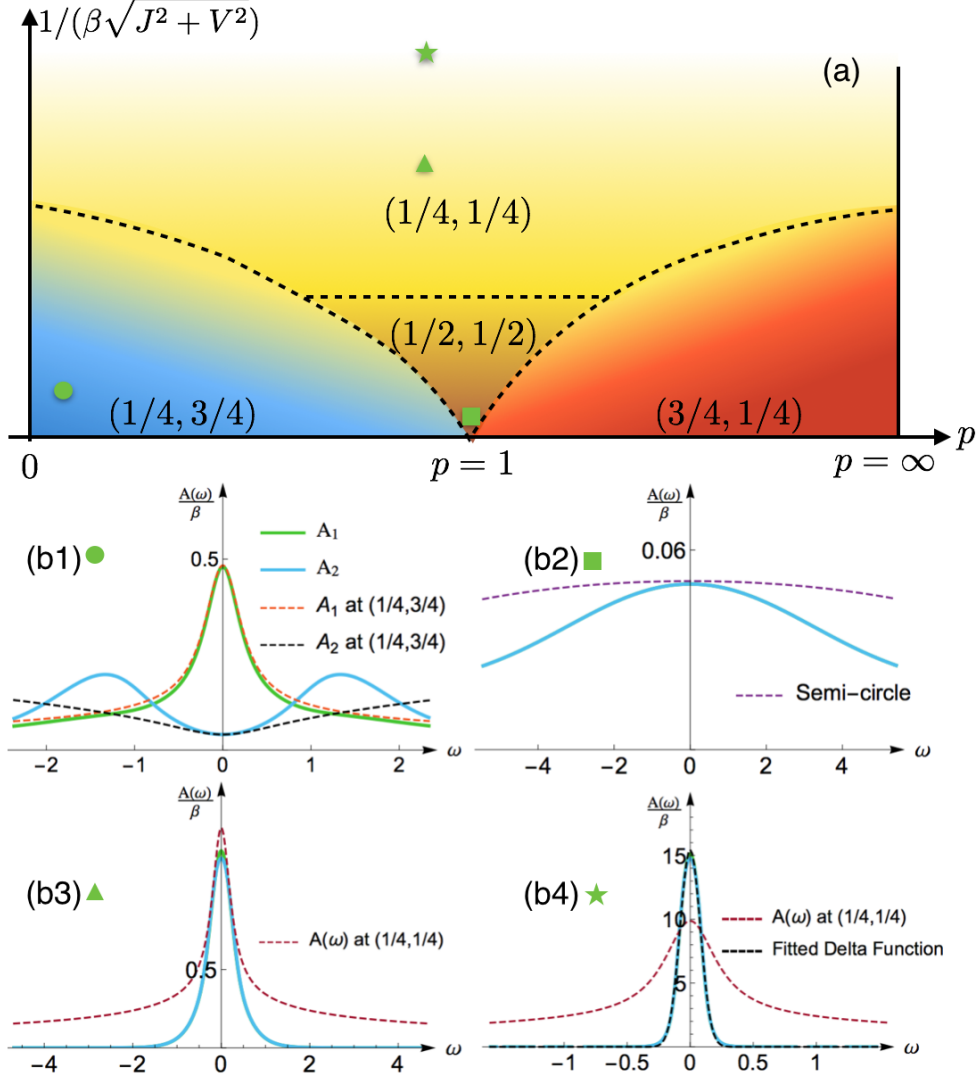 1/(β√J² + V²)
(a)
(1/4, 1/4)
(1/2, 1/2)
(1/4, 3/4)
(3/4, 1/4)
0
p = 1
p = ∞
p
(b1)
A(ω)
β
0.5
A₁
A₂
A₁ at (1/4,3/4)
A₂ at (1/4,3/4)
−2
−1
0
1
2
ω
(b2)
A(ω)
β
0.06
Semi−circle
−4
−2
0
2
4
ω
(b3)
A(ω)
β
A(ω) at (1/4,1/4)
0.5
−4
−2
0
2
4
ω
(b4)
A(ω)
β
15
10
5
A(ω) at (1/4,1/4)
Fitted Delta Function
−1
−0.5
0
0.5
1
ω